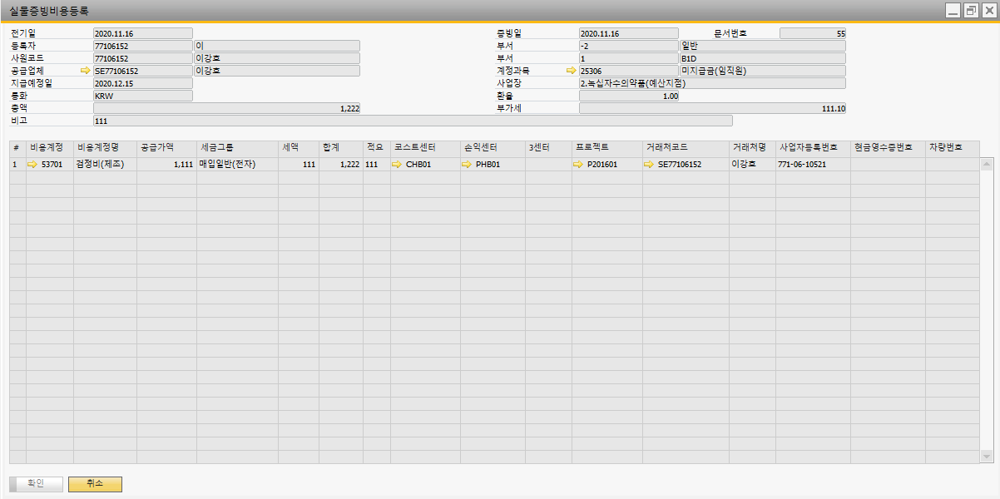 실물증빙비용등록
전기일 2020.11.16 증빙일 2020.11.16 문서번호 55
등록자 77106152 이 부서 -2 일반
사원코드 77106152 이강호 부서 1 B1D
공급업체 SE77106152 이강호 계정과목 25306 미지급금(임직원)
지급예정일 2020.12.15 사업장 2.녹십자수의약품(예산지점)
통화 KRW 환율 1.00
총액 1,222 부가세 111.10
비고 111
# 비용계정 비용계정명 공급가액 세금그룹 세액 합계 적요 코스트센터 손익센터 3센터 프로젝트 거래처코드 거래처명 사업자등록번호 현금영수증번호 차량번호
1 53701 검정비(제조) 1,111 매입일반(전자) 111 1,222 111 CHB01 PHB01 P201601 SE77106152 이강호 771-06-10521
확인 취소